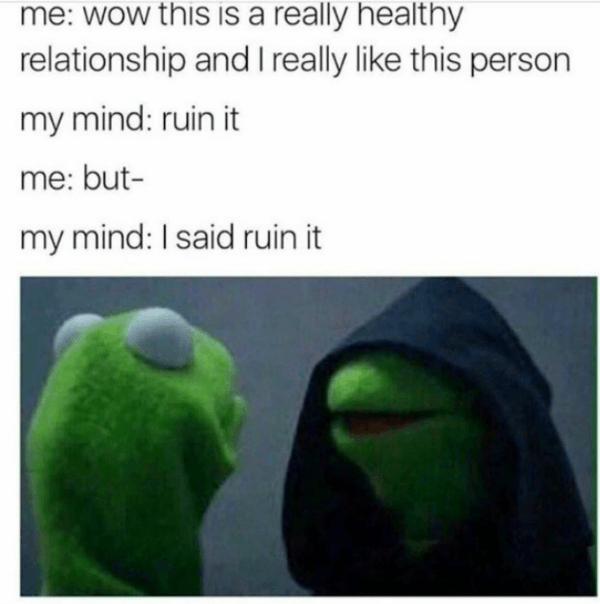 me: wow this is a really healthy
relationship and I really like this person
my mind: ruin it
me: but-
my mind: I said ruin it